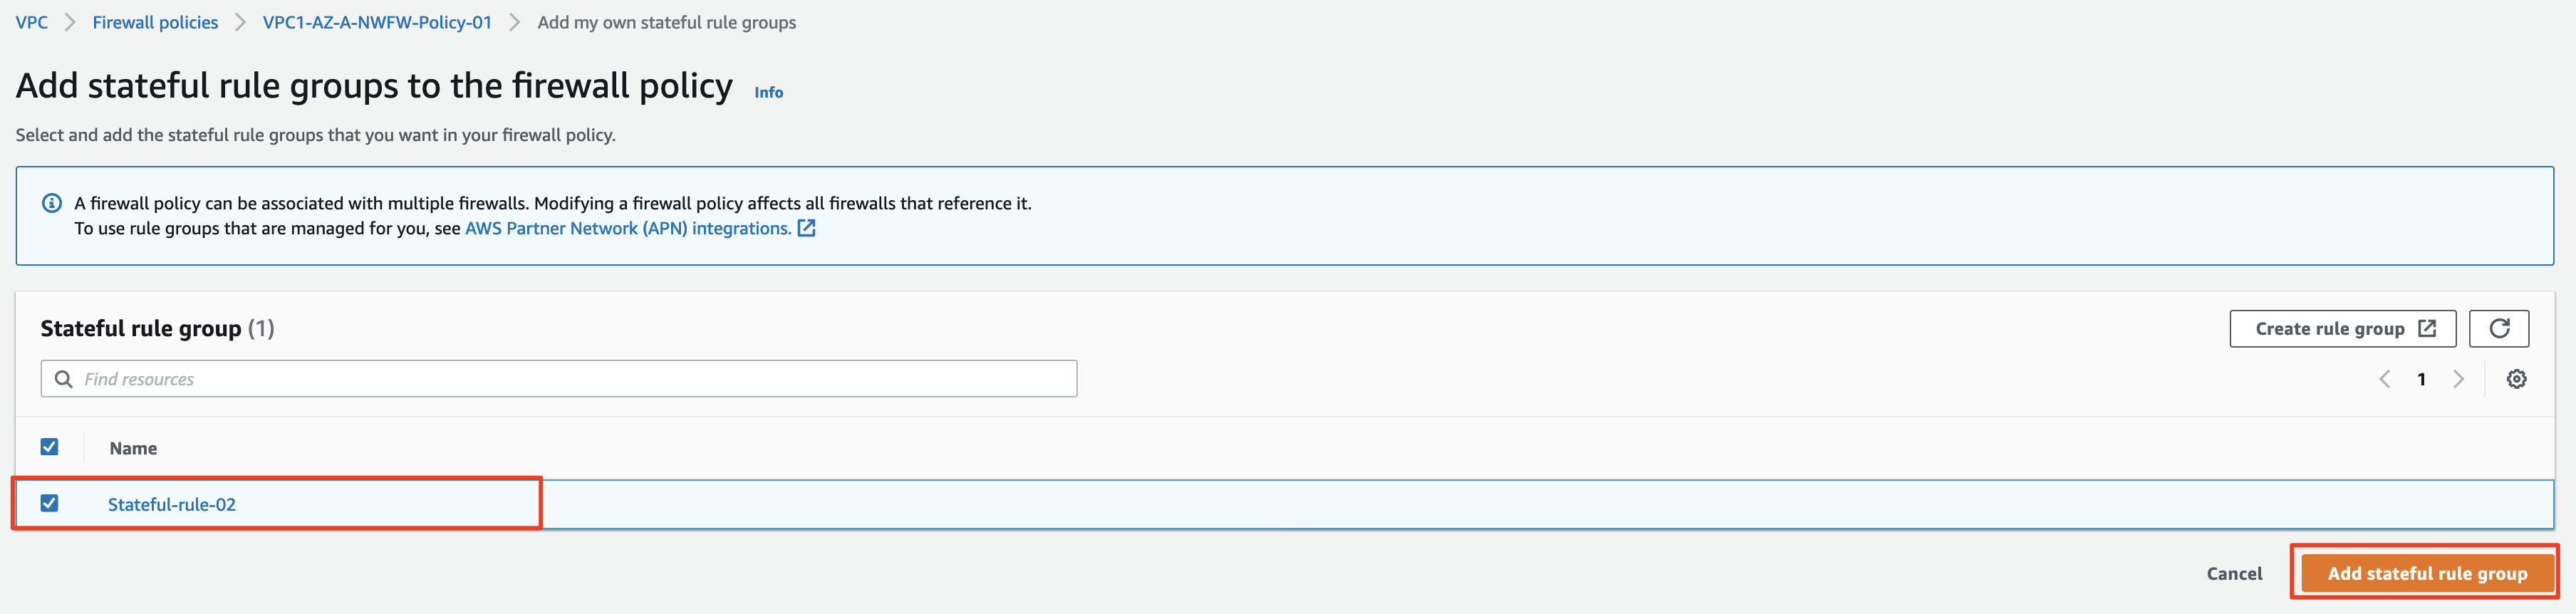 VPC > Firewall policies > VPC1-AZ-A-NWFW-Policy-01 > Add my own stateful rule groups
Add stateful rule groups to the firewall policy Info
Select and add the stateful rule groups that you want in your firewall policy.
A firewall policy can be associated with multiple firewalls. Modifying a firewall policy affects all firewalls that reference it.
To use rule groups that are managed for you, see AWS Partner Network (APN) integrations.
Stateful rule group (1)
Create rule group
Find resources
1
Name
Stateful-rule-02
Cancel
Add stateful rule group